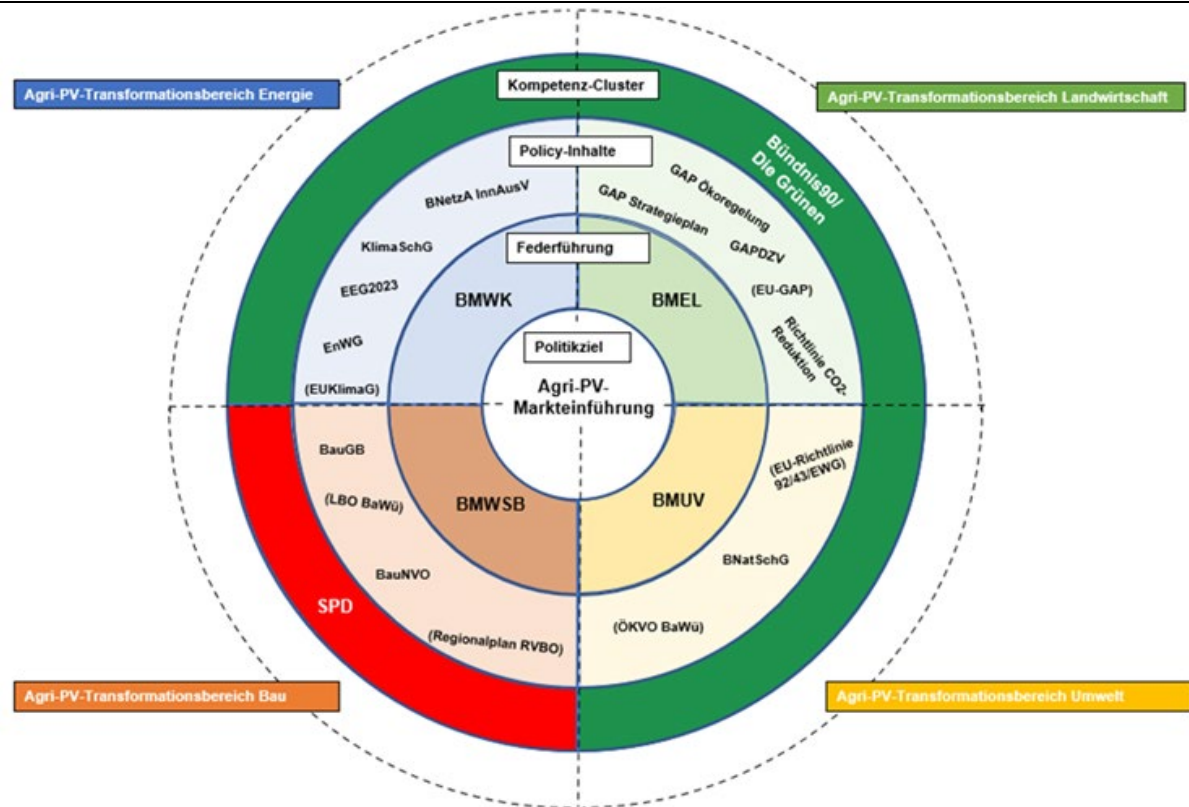 Kompetenz-Cluster
Agri-PV-Transformationsbereich Energie
Agri-PV-Transformationsbereich Landwirtschaft
Bündnis90/
Die Grünen
Policy-Inhalte
BNetzA InnAusV
KlimaSchG
EEG2023
EnWG
(EUKlimaG)
GAP Ökoregelung
GAP Strategieplan
GAPDZV
(EU-GAP)
Richtlinie CO2-
Reduktion
Federführung
BMWK
BMEL
Politikziel
Agri-PV-
Markteinführung
BauGB
(LBO BaWü)
BauNVO
(Regionalplan RVBO)
BMWSB
BMUV
(EU-Richtlinie
92/43/EWG)
BNatSchG
(ÖKVO BaWü)
SPD
Agri-PV-Transformationsbereich Bau
Agri-PV-Transformationsbereich Umwelt